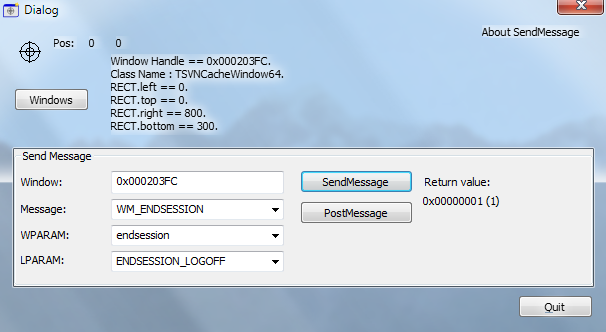 Dialog
About SendMessage
Pos: 0 0
Window Handle == 0x000203FC.
Class Name : TSVNCacheWindow64.
RECT.left == 0.
RECT.top == 0.
RECT.right == 800.
RECT.bottom == 300.
Windows
Send Message
Window: 0x000203FC SendMessage Return value:
0x00000001 (1)
Message: WM_ENDSESSION PostMessage
WPARAM: endsession
LPARAM: ENDSESSION_LOGOFF
Quit